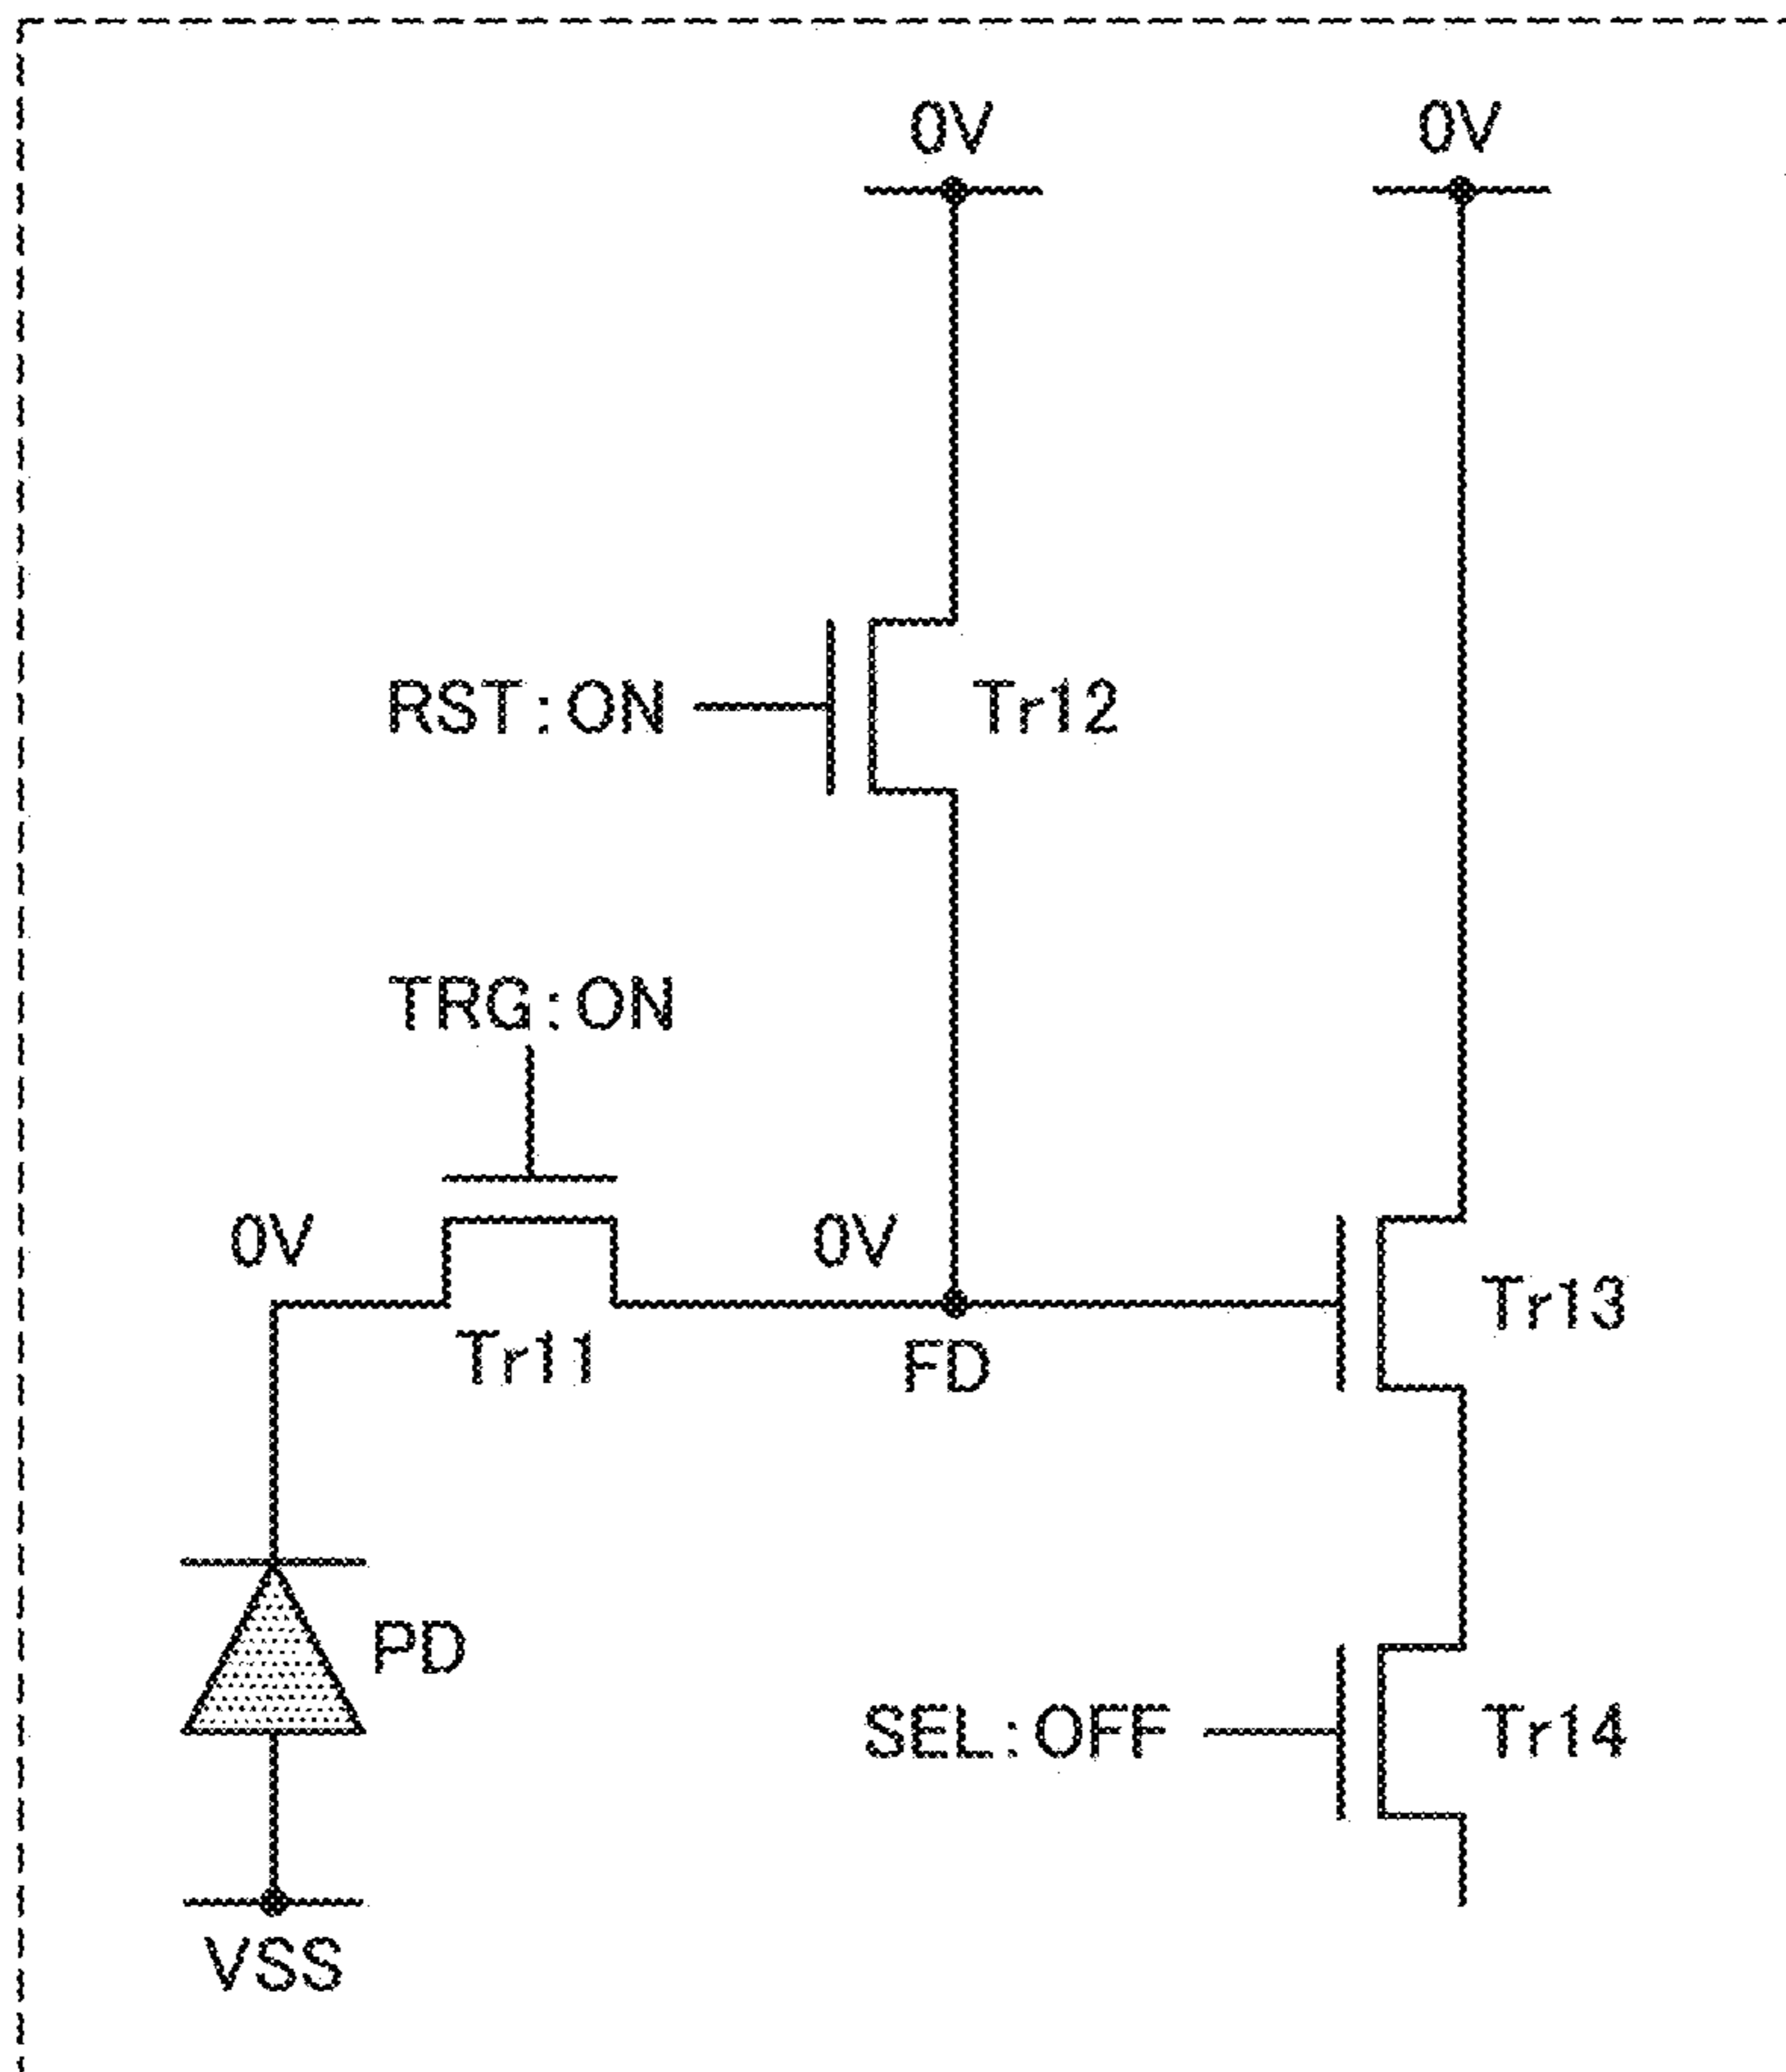 0V
0V
RST:ON
Tr12
TRG:ON
0V
0V
Tr11
FD
Tr13
PD
SEL:OFF
Tr14
VSS